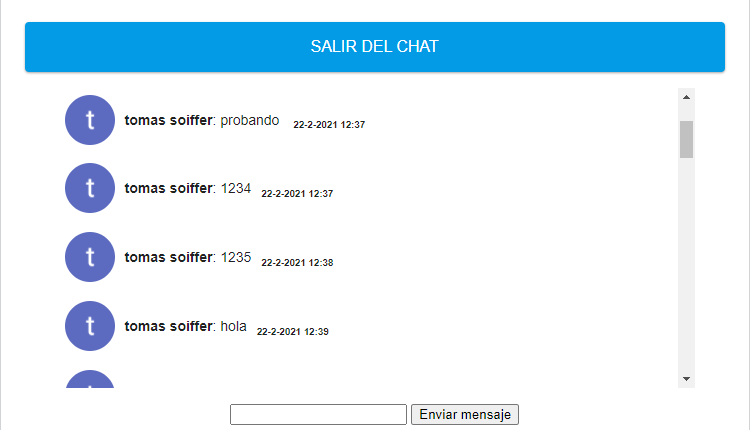 SALIR DEL CHAT
t tomas soiffer: probando 22-2-2021 12:37
t tomas soiffer: 1234 22-2-2021 12:37
t tomas soiffer: 1235 22-2-2021 12:38
t tomas soiffer: hola 22-2-2021 12:39
t
Enviar mensaje